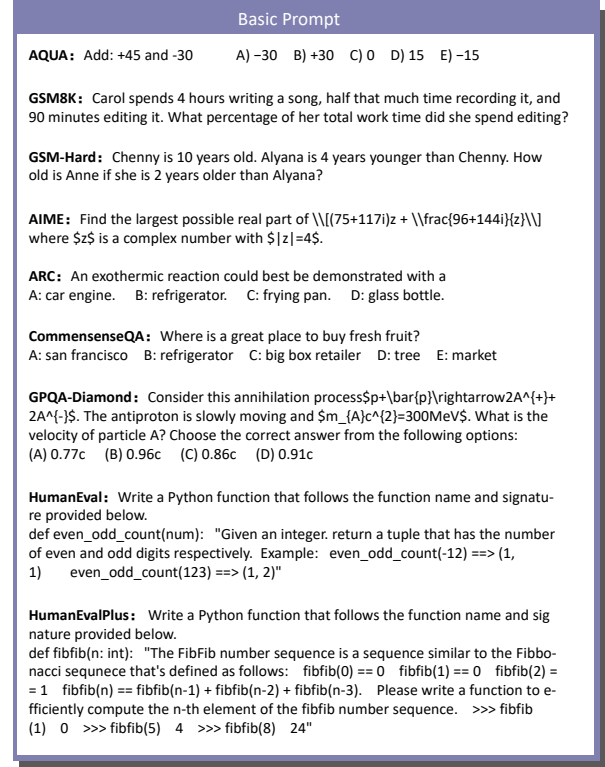 Basic Prompt
AQUA: Add: +45 and -30 A) −30 B) +30 C) 0 D) 15 E) −15
GSM8K: Carol spends 4 hours writing a song, half that much time recording it, and
90 minutes editing it. What percentage of her total work time did she spend editing?
GSM-Hard: Chenny is 10 years old. Alyana is 4 years younger than Chenny. How
old is Anne if she is 2 years older than Alyana?
AIME: Find the largest possible real part of \\[(75+117i)z + \\frac{96+144i}{z}\\]
where $z$ is a complex number with $|z|=4$.
ARC: An exothermic reaction could best be demonstrated with a
A: car engine. B: refrigerator. C: frying pan. D: glass bottle.
CommensenseQA: Where is a great place to buy fresh fruit?
A: san francisco B: refrigerator C: big box retailer D: tree E: market
GPQA-Diamond: Consider this annihilation process$p+\bar{p}\rightarrow2A^{+}+
2A^{-}$. The antiproton is slowly moving and $m_{A}c^{2}=300MeV$. What is the
velocity of particle A? Choose the correct answer from the following options:
(A) 0.77c (B) 0.96c (C) 0.86c (D) 0.91c
HumanEval: Write a Python function that follows the function name and signatu-
re provided below.
def even_odd_count(num): "Given an integer. return a tuple that has the number
of even and odd digits respectively. Example: even_odd_count(-12) ==> (1,
1) even_odd_count(123) ==> (1, 2)"
HumanEvalPlus: Write a Python function that follows the function name and sig
nature provided below.
def fibfib(n: int): "The FibFib number sequence is a sequence similar to the Fibbo-
nacci sequnece that's defined as follows: fibfib(0) == 0 fibfib(1) == 0 fibfib(2) =
= 1 fibfib(n) == fibfib(n-1) + fibfib(n-2) + fibfib(n-3). Please write a function to e-
fficiently compute the n-th element of the fibfib number sequence. >>> fibfib
(1) 0 >>> fibfib(5) 4 >>> fibfib(8) 24"